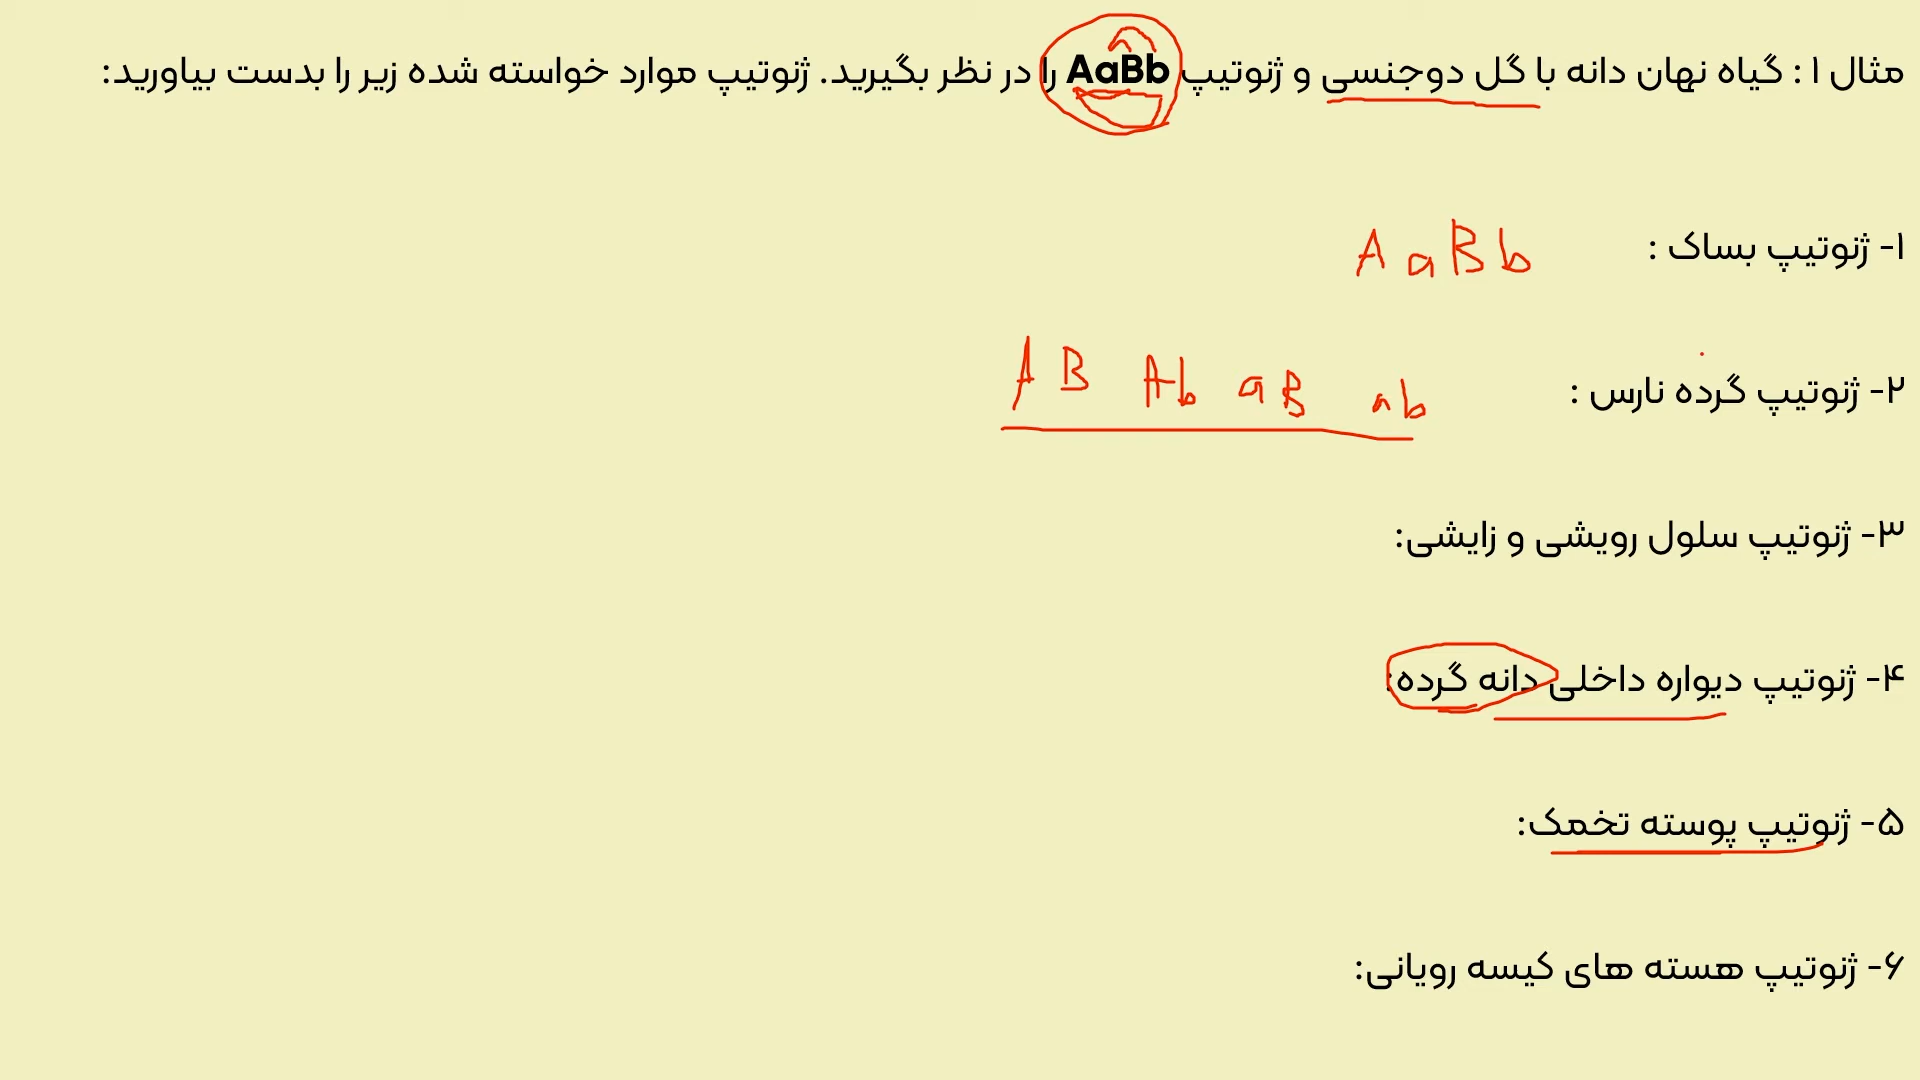 مثال ۱ : گیاه نهان دانه با گل دوجنسی و ژنوتیپ AaBb را در نظر بگیرید. ژنوتیپ موارد خواسته شده زیر را بدست بیاورید:
۱- ژنوتیپ بساک : A a B b
۲- ژنوتیپ گرده نارس : A B Ab aB ab
۳- ژنوتیپ سلول رویشی و زایشی:
۴- ژنوتیپ دیواره داخلی دانه گرده:
۵- ژنوتیپ پوسته تخمک:
۶- ژنوتیپ هسته های کیسه رویانی: